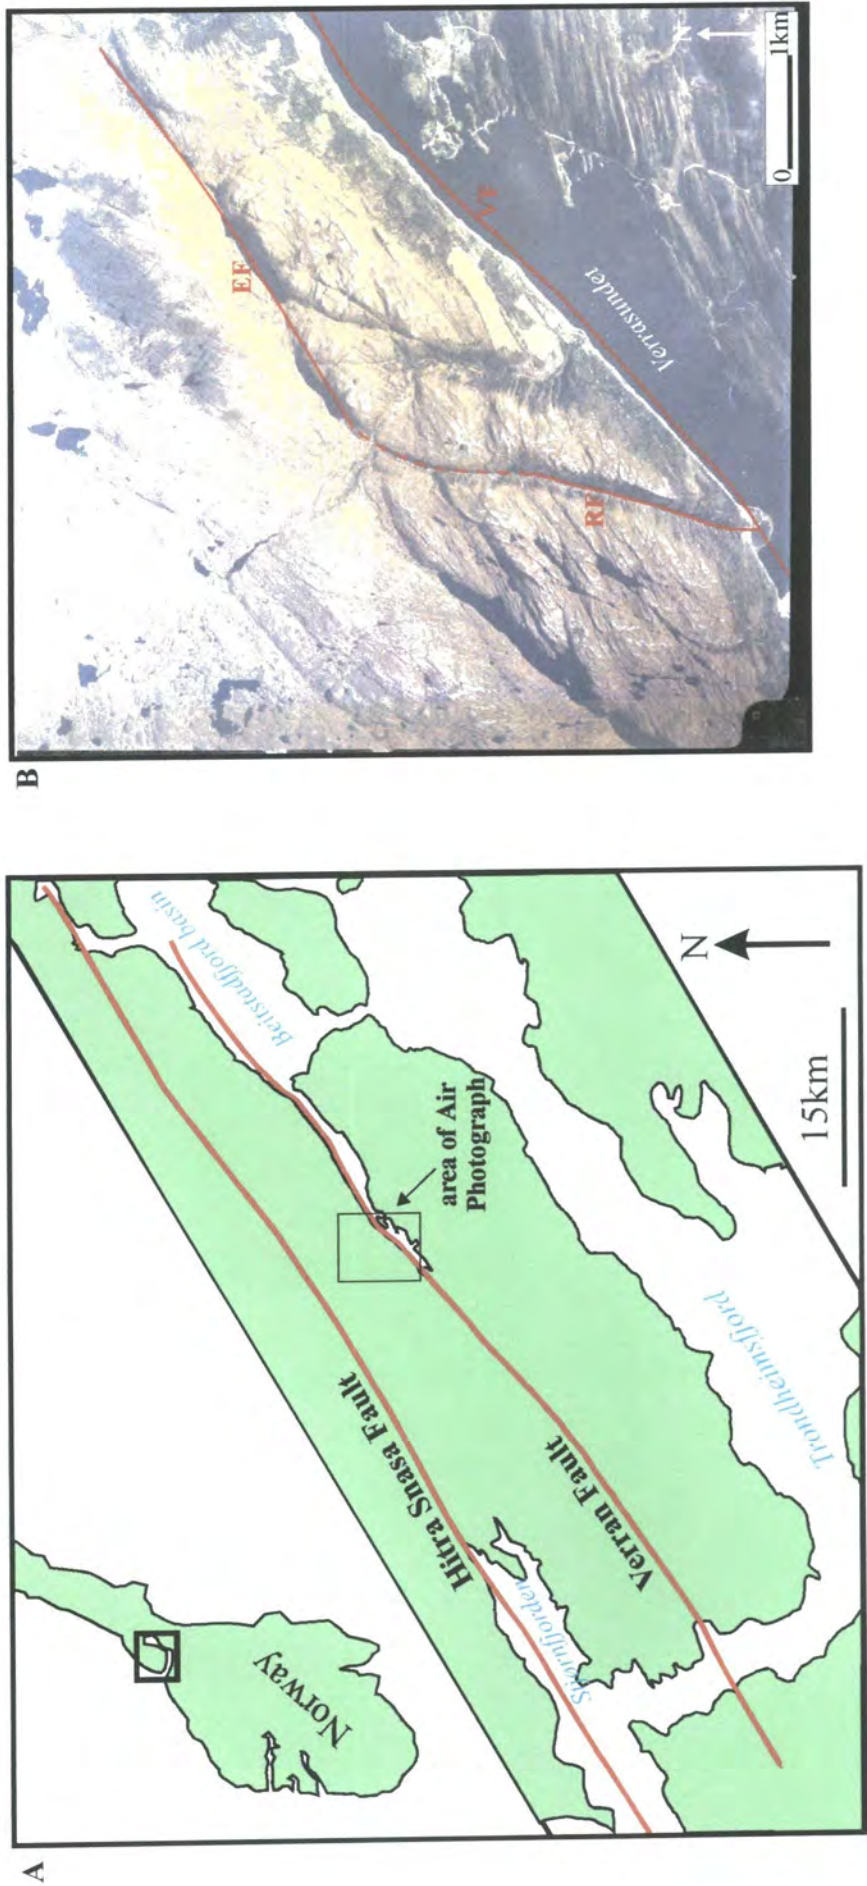 A
Norway
Hitra Snasa Fault
Stjørnfjorden
Verran Fault
Trondheimsfjord
Beitstadfjord basin
area of Air
Photograph
N
15km
B
EF
RF
VF
Verrasundet
N
0
1km